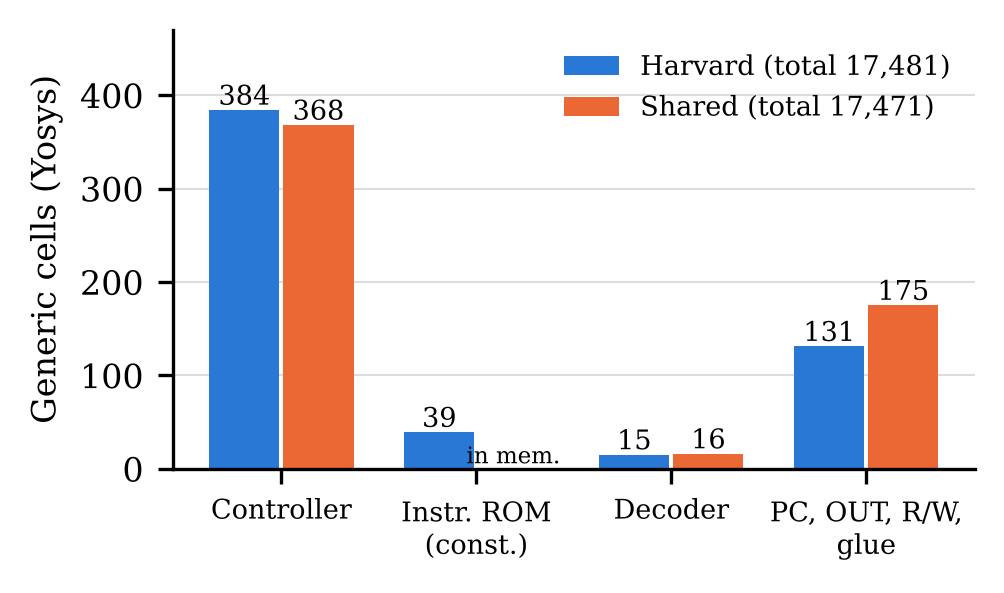 Generic cells (Yosys)
400
300
200
100
0
Harvard (total 17,481)
Shared (total 17,471)
384
368
39
in mem.
15
16
131
175
Controller
Instr. ROM
(const.)
Decoder
PC, OUT, R/W,
glue